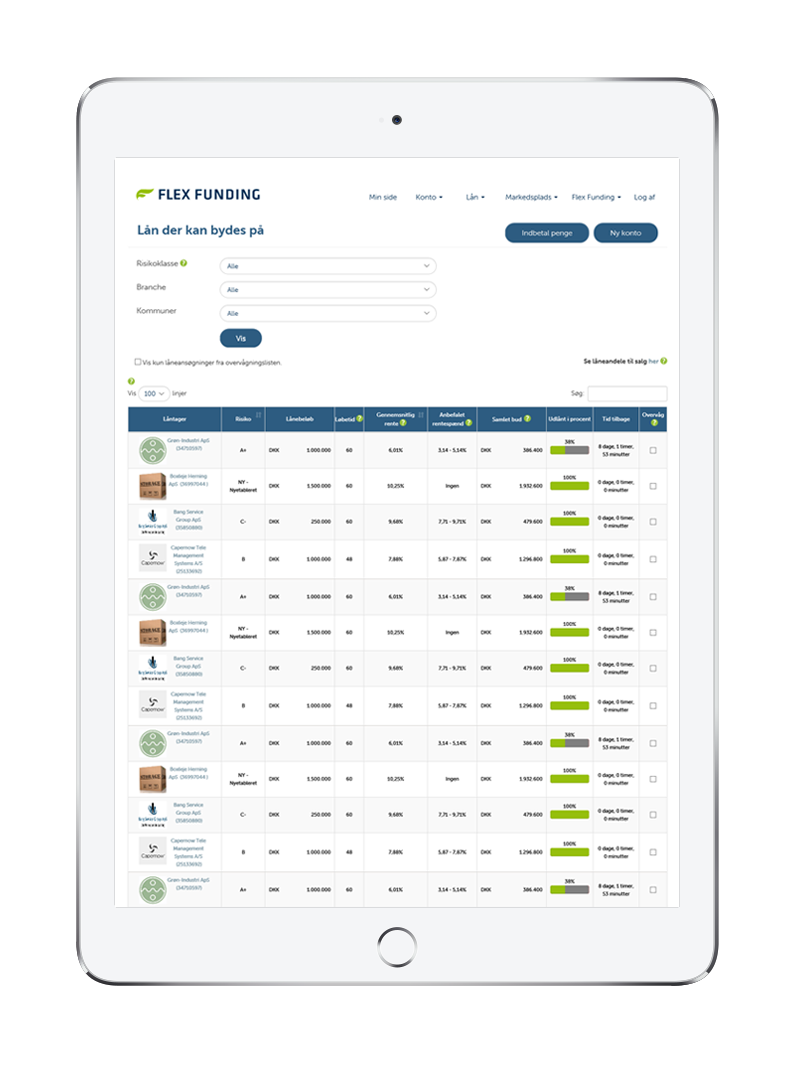 FLEX FUNDING
Min side Konto Lån Markedsplads Flex Funding Log af
Lån der kan bydes på
Indbetal penge Ny konto
Risikoklasse ?
Alle
Branche
Alle
Kommuner
Alle
Vis
Vis kun låneansøgninger fra overvågningslisten.
Se låneandele til salg her ?
?
Vis 100 linjer Søg:
Låntager Risiko Lånebeløb Løbetid ? Gennemsnitlig rente ? Anbefalet rentespænd ? Samlet bud ? Udlånt i procent Tid tilbage Overvåg ?
Grøn-Industri ApS (34710597) A+ DKK 1.000.000 60 6,01% 3,14 - 5,14% DKK 386.400 38% 8 dage, 1 timer, 53 minutter
Herning ApS (36997044) NY - Nyetableret DKK 1.500.000 60 10,25% Ingen DKK 1.932.600 100% 0 dage, 0 timer, 0 minutter
Bang Service Group ApS (35850880) C- DKK 250.000 60 9,68% 7,71 - 9,71% DKK 479.600 100% 0 dage, 0 timer, 0 minutter
Capernow Capernow Tele Management Systems A/S (25133692) B DKK 1.000.000 48 7,88% 5,87 - 7,87% DKK 1.296.800 100% 0 dage, 0 timer, 0 minutter
Grøn-Industri ApS (34710597) A+ DKK 1.000.000 60 6,01% 3,14 - 5,14% DKK 386.400 38% 8 dage, 1 timer, 53 minutter
Herning ApS (36997044) NY - Nyetableret DKK 1.500.000 60 10,25% Ingen DKK 1.932.600 100% 0 dage, 0 timer, 0 minutter
Bang Service Group ApS (35850880) C- DKK 250.000 60 9,68% 7,71 - 9,71% DKK 479.600 100% 0 dage, 0 timer, 0 minutter
Capernow Capernow Tele Management Systems A/S (25133692) B DKK 1.000.000 48 7,88% 5,87 - 7,87% DKK 1.296.800 100% 0 dage, 0 timer, 0 minutter
Grøn-Industri ApS (34710597) A+ DKK 1.000.000 60 6,01% 3,14 - 5,14% DKK 386.400 38% 8 dage, 1 timer, 53 minutter
Herning ApS (36997044) NY - Nyetableret DKK 1.500.000 60 10,25% Ingen DKK 1.932.600 100% 0 dage, 0 timer, 0 minutter
Bang Service Group ApS (35850880) C- DKK 250.000 60 9,68% 7,71 - 9,71% DKK 479.600 100% 0 dage, 0 timer, 0 minutter
Capernow Capernow Tele Management Systems A/S (25133692) B DKK 1.000.000 48 7,88% 5,87 - 7,87% DKK 1.296.800 100% 0 dage, 0 timer, 0 minutter
Grøn-Industri ApS (34710597) A+ DKK 1.000.000 60 6,01% 3,14 - 5,14% DKK 386.400 38% 8 dage, 1 timer, 53 minutter